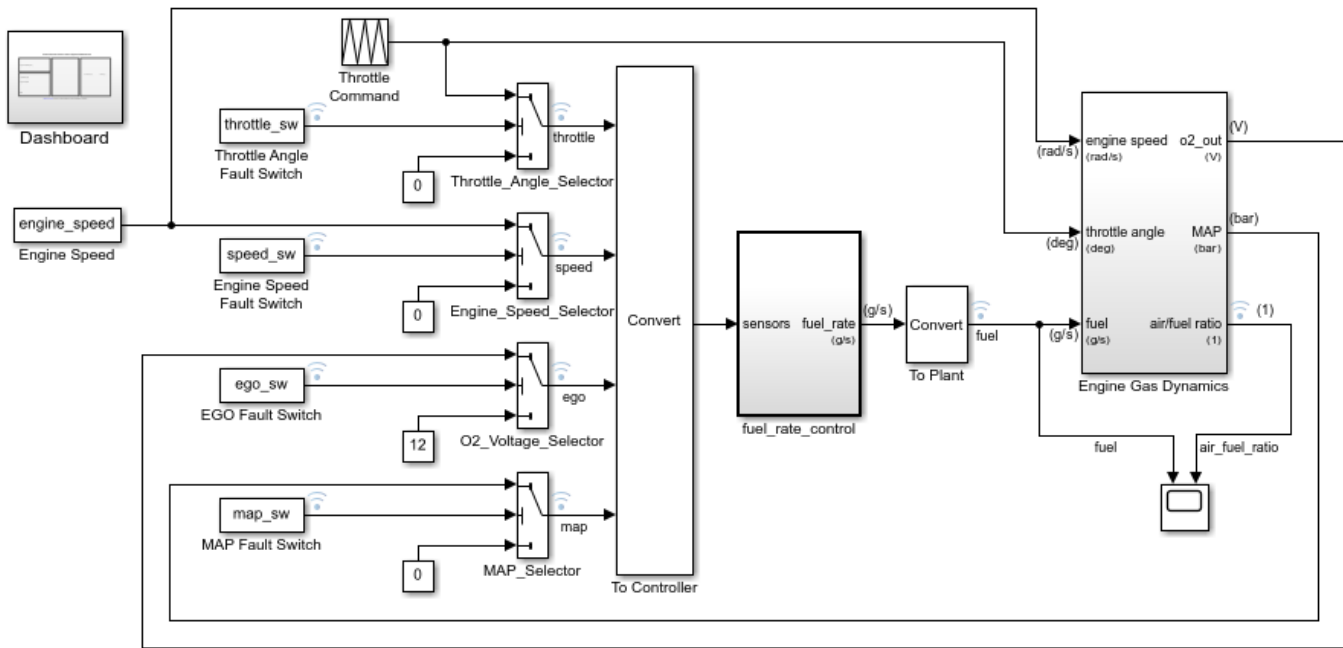 Dashboard
Throttle
Command
throttle_sw
Throttle Angle
Fault Switch
0
throttle
Throttle_Angle_Selector
engine_speed
Engine Speed
speed_sw
Engine Speed
Fault Switch
0
speed
Engine_Speed_Selector
ego_sw
EGO Fault Switch
12
ego
O2_Voltage_Selector
map_sw
MAP Fault Switch
0
map
MAP_Selector
Convert
To Controller
sensors
fuel_rate
(g/s)
fuel_rate_control
(g/s)
Convert
To Plant
fuel
(rad/s)
(deg)
(g/s)
engine speed
(rad/s)
o2_out
(V)
throttle angle
(deg)
MAP
(bar)
fuel
(g/s)
air/fuel ratio
(1)
Engine Gas Dynamics
(V)
(bar)
(1)
fuel
air_fuel_ratio